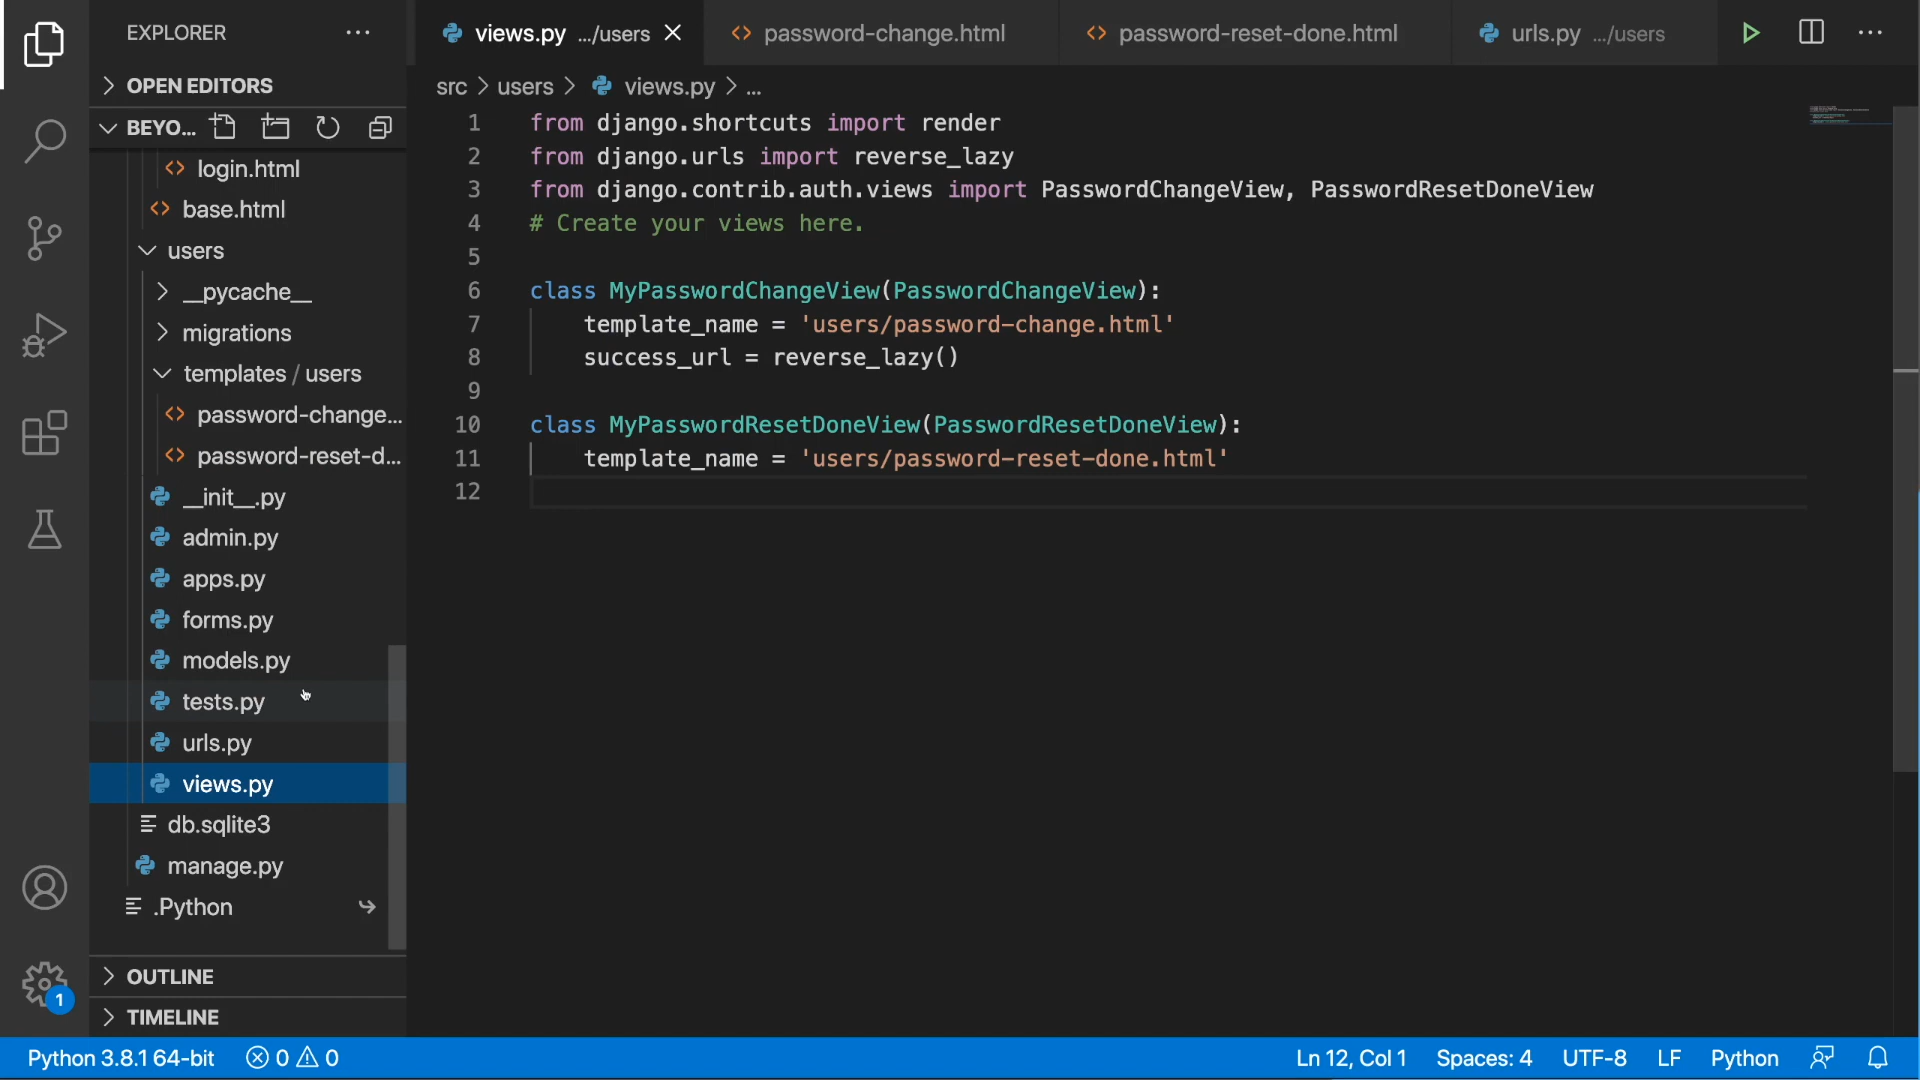 EXPLORER
views.py .../users
password-change.html
password-reset-done.html
urls.py .../users
OPEN EDITORS
BEYO...
src > users > views.py > ...
login.html
base.html
users
__pycache__
migrations
templates / users
password-change...
password-reset-d...
__init__.py
admin.py
apps.py
forms.py
models.py
tests.py
urls.py
views.py
db.sqlite3
manage.py
.Python
OUTLINE
TIMELINE
1 from django.shortcuts import render
2 from django.urls import reverse_lazy
3 from django.contrib.auth.views import PasswordChangeView, PasswordResetDoneView
4 # Create your views here.
5
6 class MyPasswordChangeView(PasswordChangeView):
7 template_name = 'users/password-change.html'
8 success_url = reverse_lazy()
9
10 class MyPasswordResetDoneView(PasswordResetDoneView):
11 template_name = 'users/password-reset-done.html'
12
1
Python 3.8.1 64-bit 0 0 Ln 12, Col 1 Spaces: 4 UTF-8 LF Python